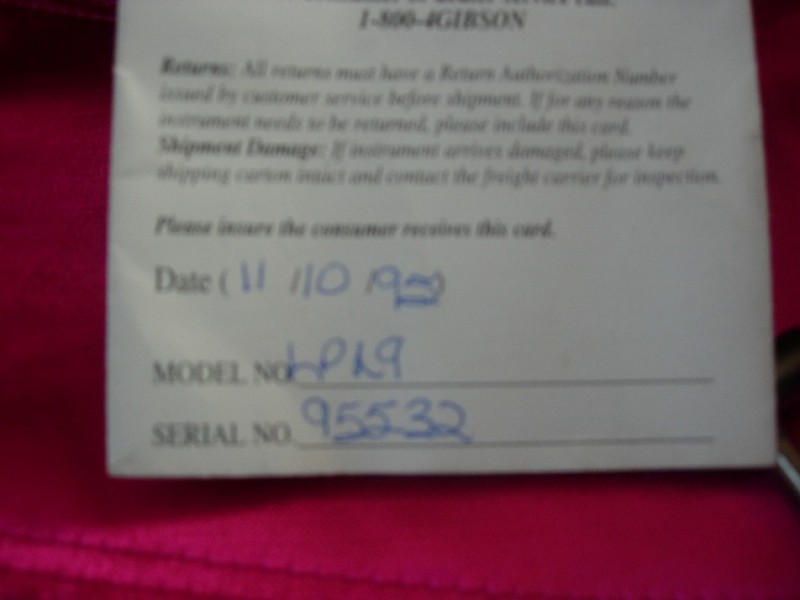 1-800-4GIBSON
Returns: All returns must have a Return Authorization Number
issued by customer service before shipment. If for any reason the
instrument needs to be returned, please include this card.
Shipment Damage: If instrument arrives damaged, please keep
shipping carton intact and contact the freight carrier for inspection.
Please insure the consumer receives this card.
Date ( 11 /10 /9
MODEL NO.
SERIAL NO. 95532